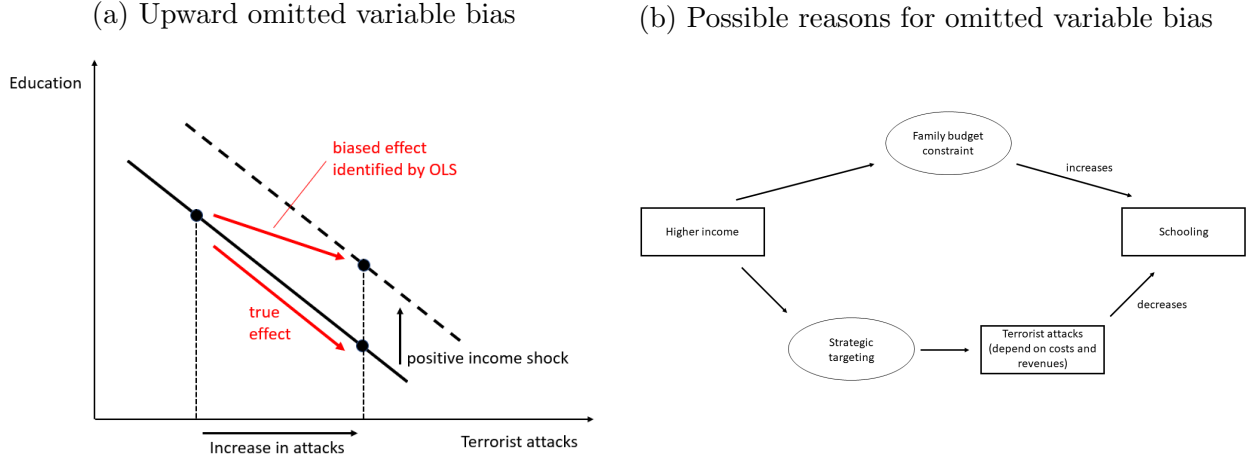 (a) Upward omitted variable bias
Education
biased effect
identified by OLS
true
effect
positive income shock
Increase in attacks
Terrorist attacks
(b) Possible reasons for omitted variable bias
Family budget
constraint
increases
Higher income
Schooling
decreases
Strategic
targeting
Terrorist attacks
(depend on costs and
revenues)